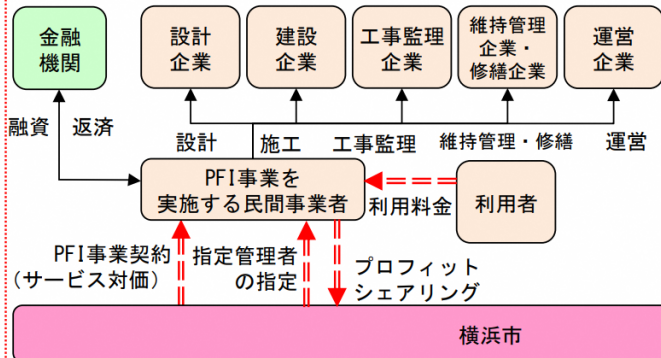 金融
機関
設計
企業
建設
企業
工事監理
企業
維持管理
企業・
修繕企業
運営
企業
融資
返済
設計
施工
工事監理
維持管理・修繕
運営
PFI事業を
実施する民間事業者
利用料金
利用者
PFI事業契約
(サービス対価)
指定管理者
の指定
プロフィット
シェアリング
横浜市